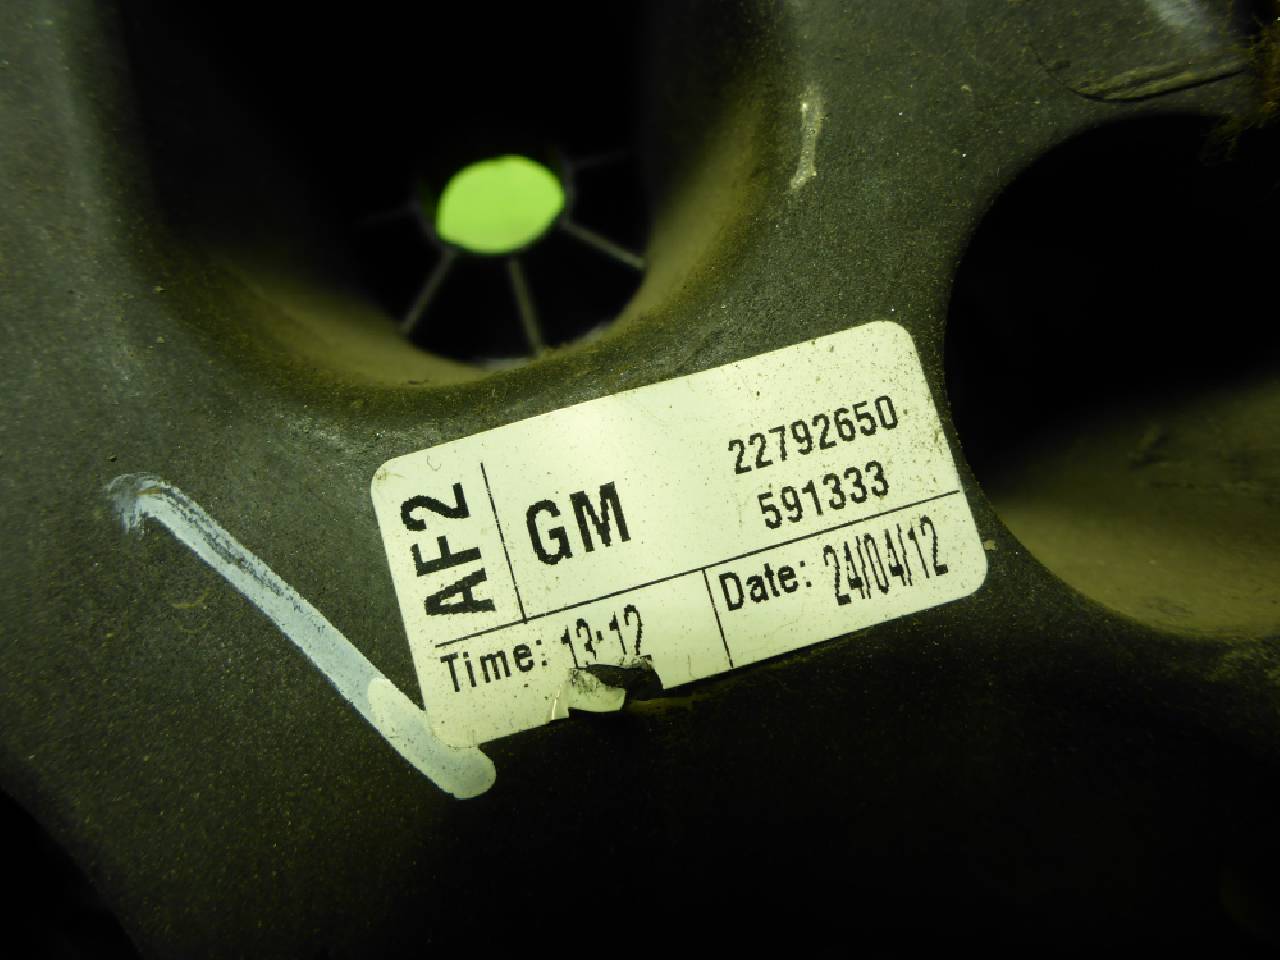 AF2
GM
22792650
591333
Time: 13:12
Date: 24/04/12